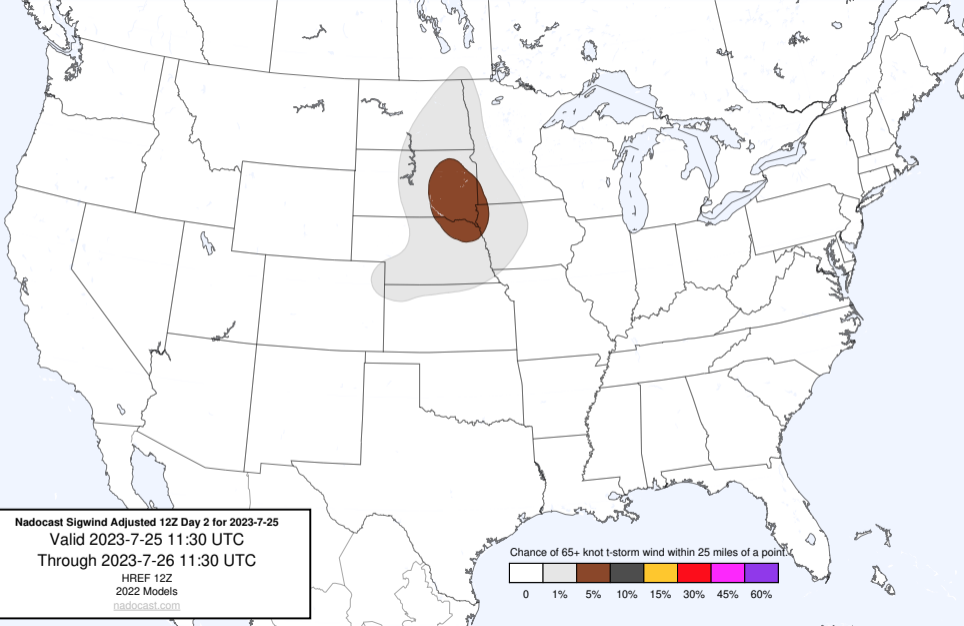 Nadocast Sigwind Adjusted 12Z Day 2 for 2023-7-25
Valid 2023-7-25 11:30 UTC
Through 2023-7-26 11:30 UTC
HREF 12Z
2022 Models
nadocast.com
Chance of 65+ knot t-storm wind within 25 miles of a point.
0 1% 5% 10% 15% 30% 45% 60%